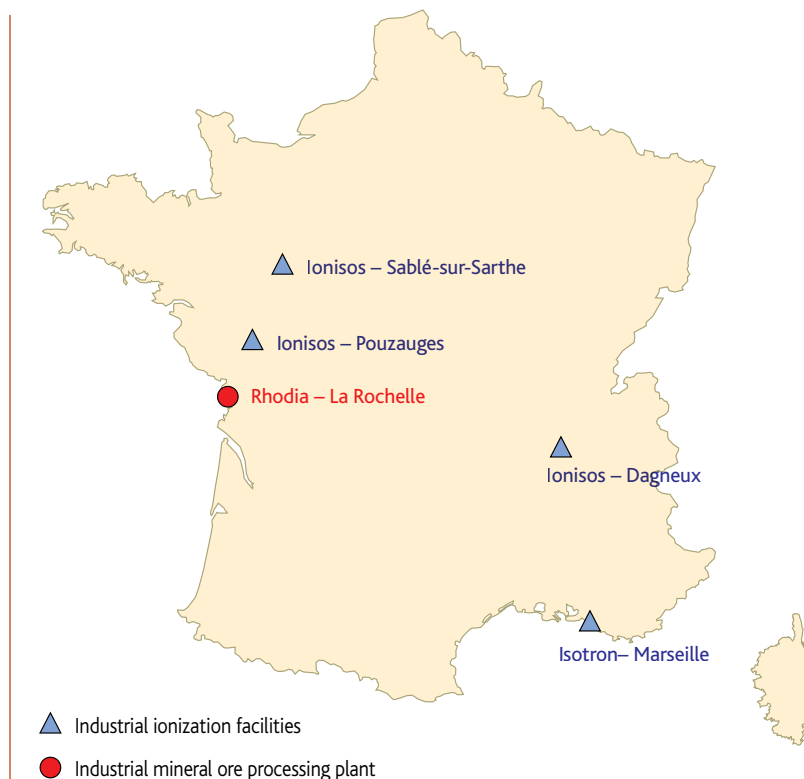 Ionisos – Sablé-sur-Sarthe
Ionisos – Pouzauges
Rhodia – La Rochelle
Ionisos – Dagneux
Isotron– Marseille
Industrial ionization facilities
Industrial mineral ore processing plant